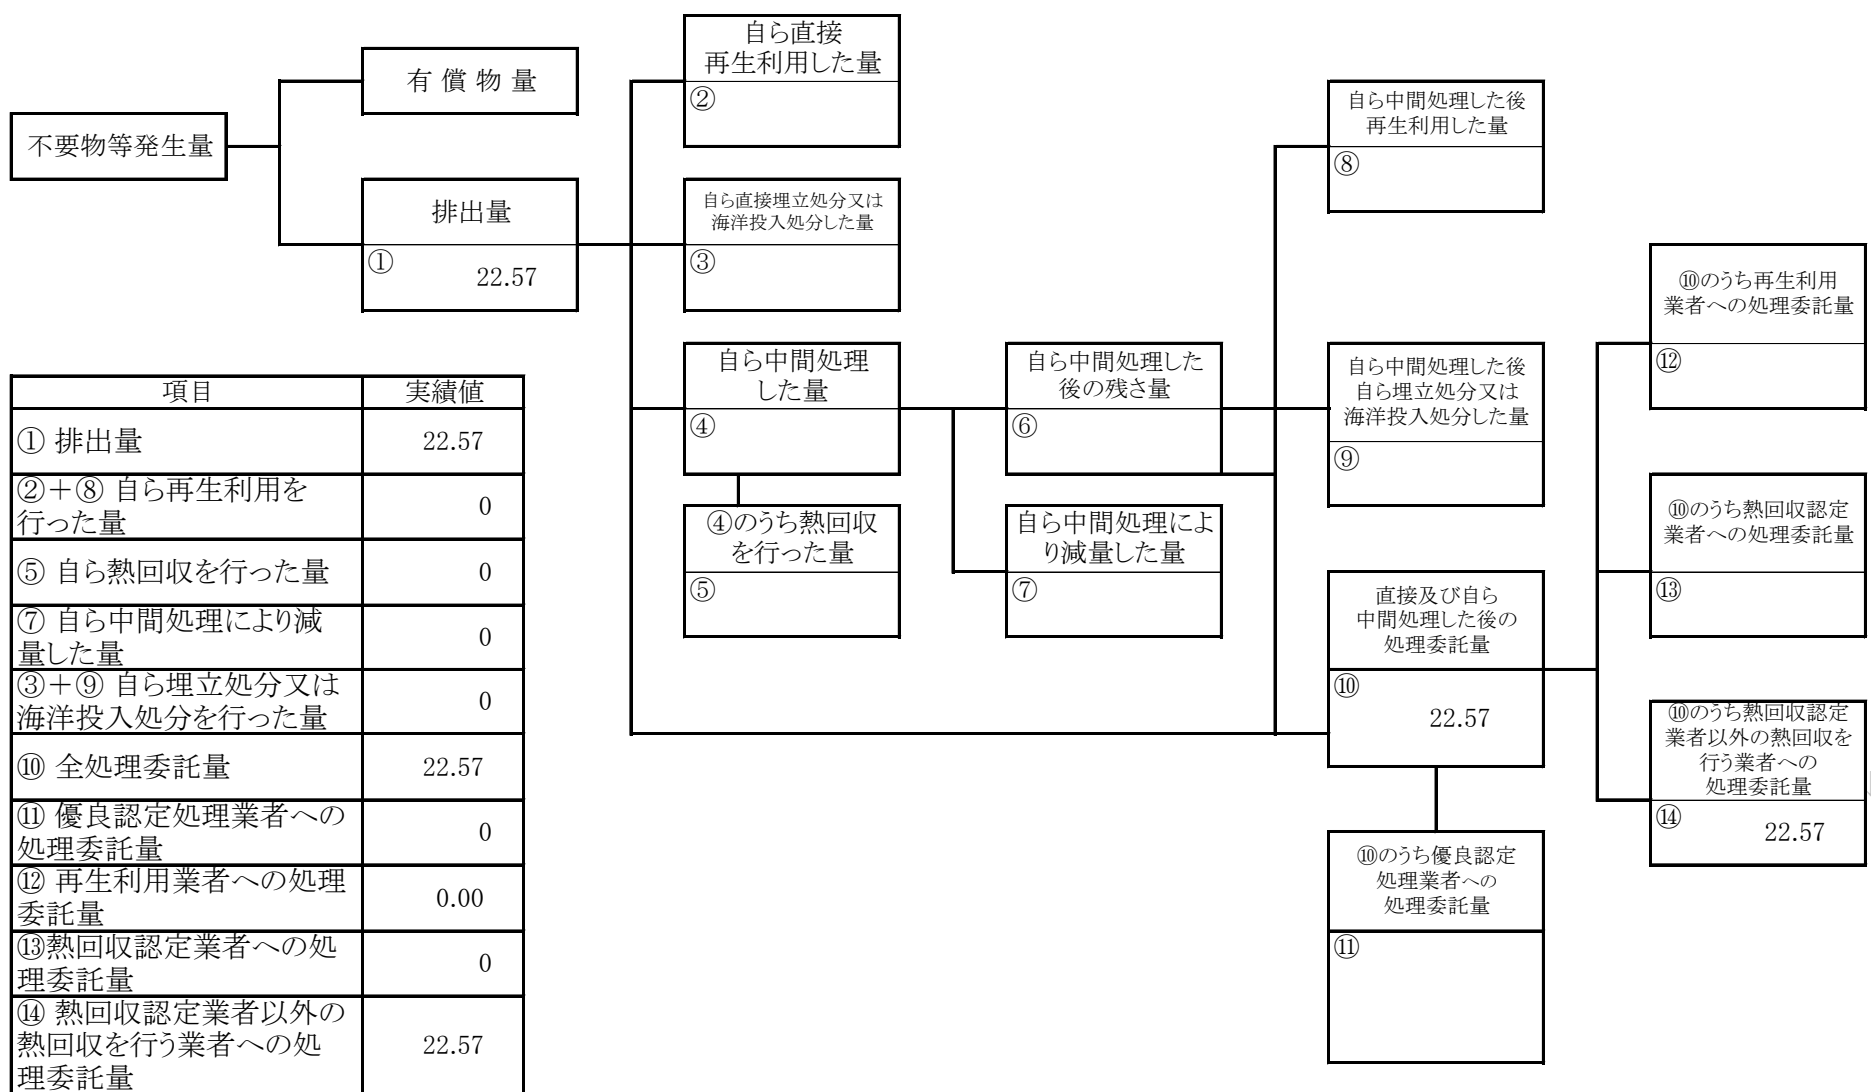 不要物等発生量
有 償 物 量
排出量
①
22.57
自ら直接
再生利用した量
②
自ら直接埋立処分又は
海洋投入処分した量
③
自ら中間処理
した量
④
④のうち熱回収
を行った量
⑤
自ら中間処理した
後の残さ量
⑥
自ら中間処理によ
り減量した量
⑦
自ら中間処理した後
再生利用した量
⑧
自ら中間処理した後
自ら埋立処分又は
海洋投入処分した量
⑨
直接及び自ら
中間処理した後の
処理委託量
⑩
22.57
⑩のうち優良認定
処理業者への
処理委託量
⑪
⑩のうち再生利用
業者への処理委託量
⑫
⑩のうち熱回収認定
業者への処理委託量
⑬
⑩のうち熱回収認定
業者以外の熱回収を
行う業者への
処理委託量
⑭
22.57
項目 実績値
① 排出量 22.57
②+⑧ 自ら再生利用を
行った量 0
⑤ 自ら熱回収を行った量 0
⑦ 自ら中間処理により減
量した量 0
③+⑨ 自ら埋立処分又は
海洋投入処分を行った量 0
⑩ 全処理委託量 22.57
⑪ 優良認定処理業者への
処理委託量 0
⑫ 再生利用業者への処理
委託量 0.00
⑬熱回収認定業者への処
理委託量 0
⑭ 熱回収認定業者以外の
熱回収を行う業者への処
理委託量 22.57